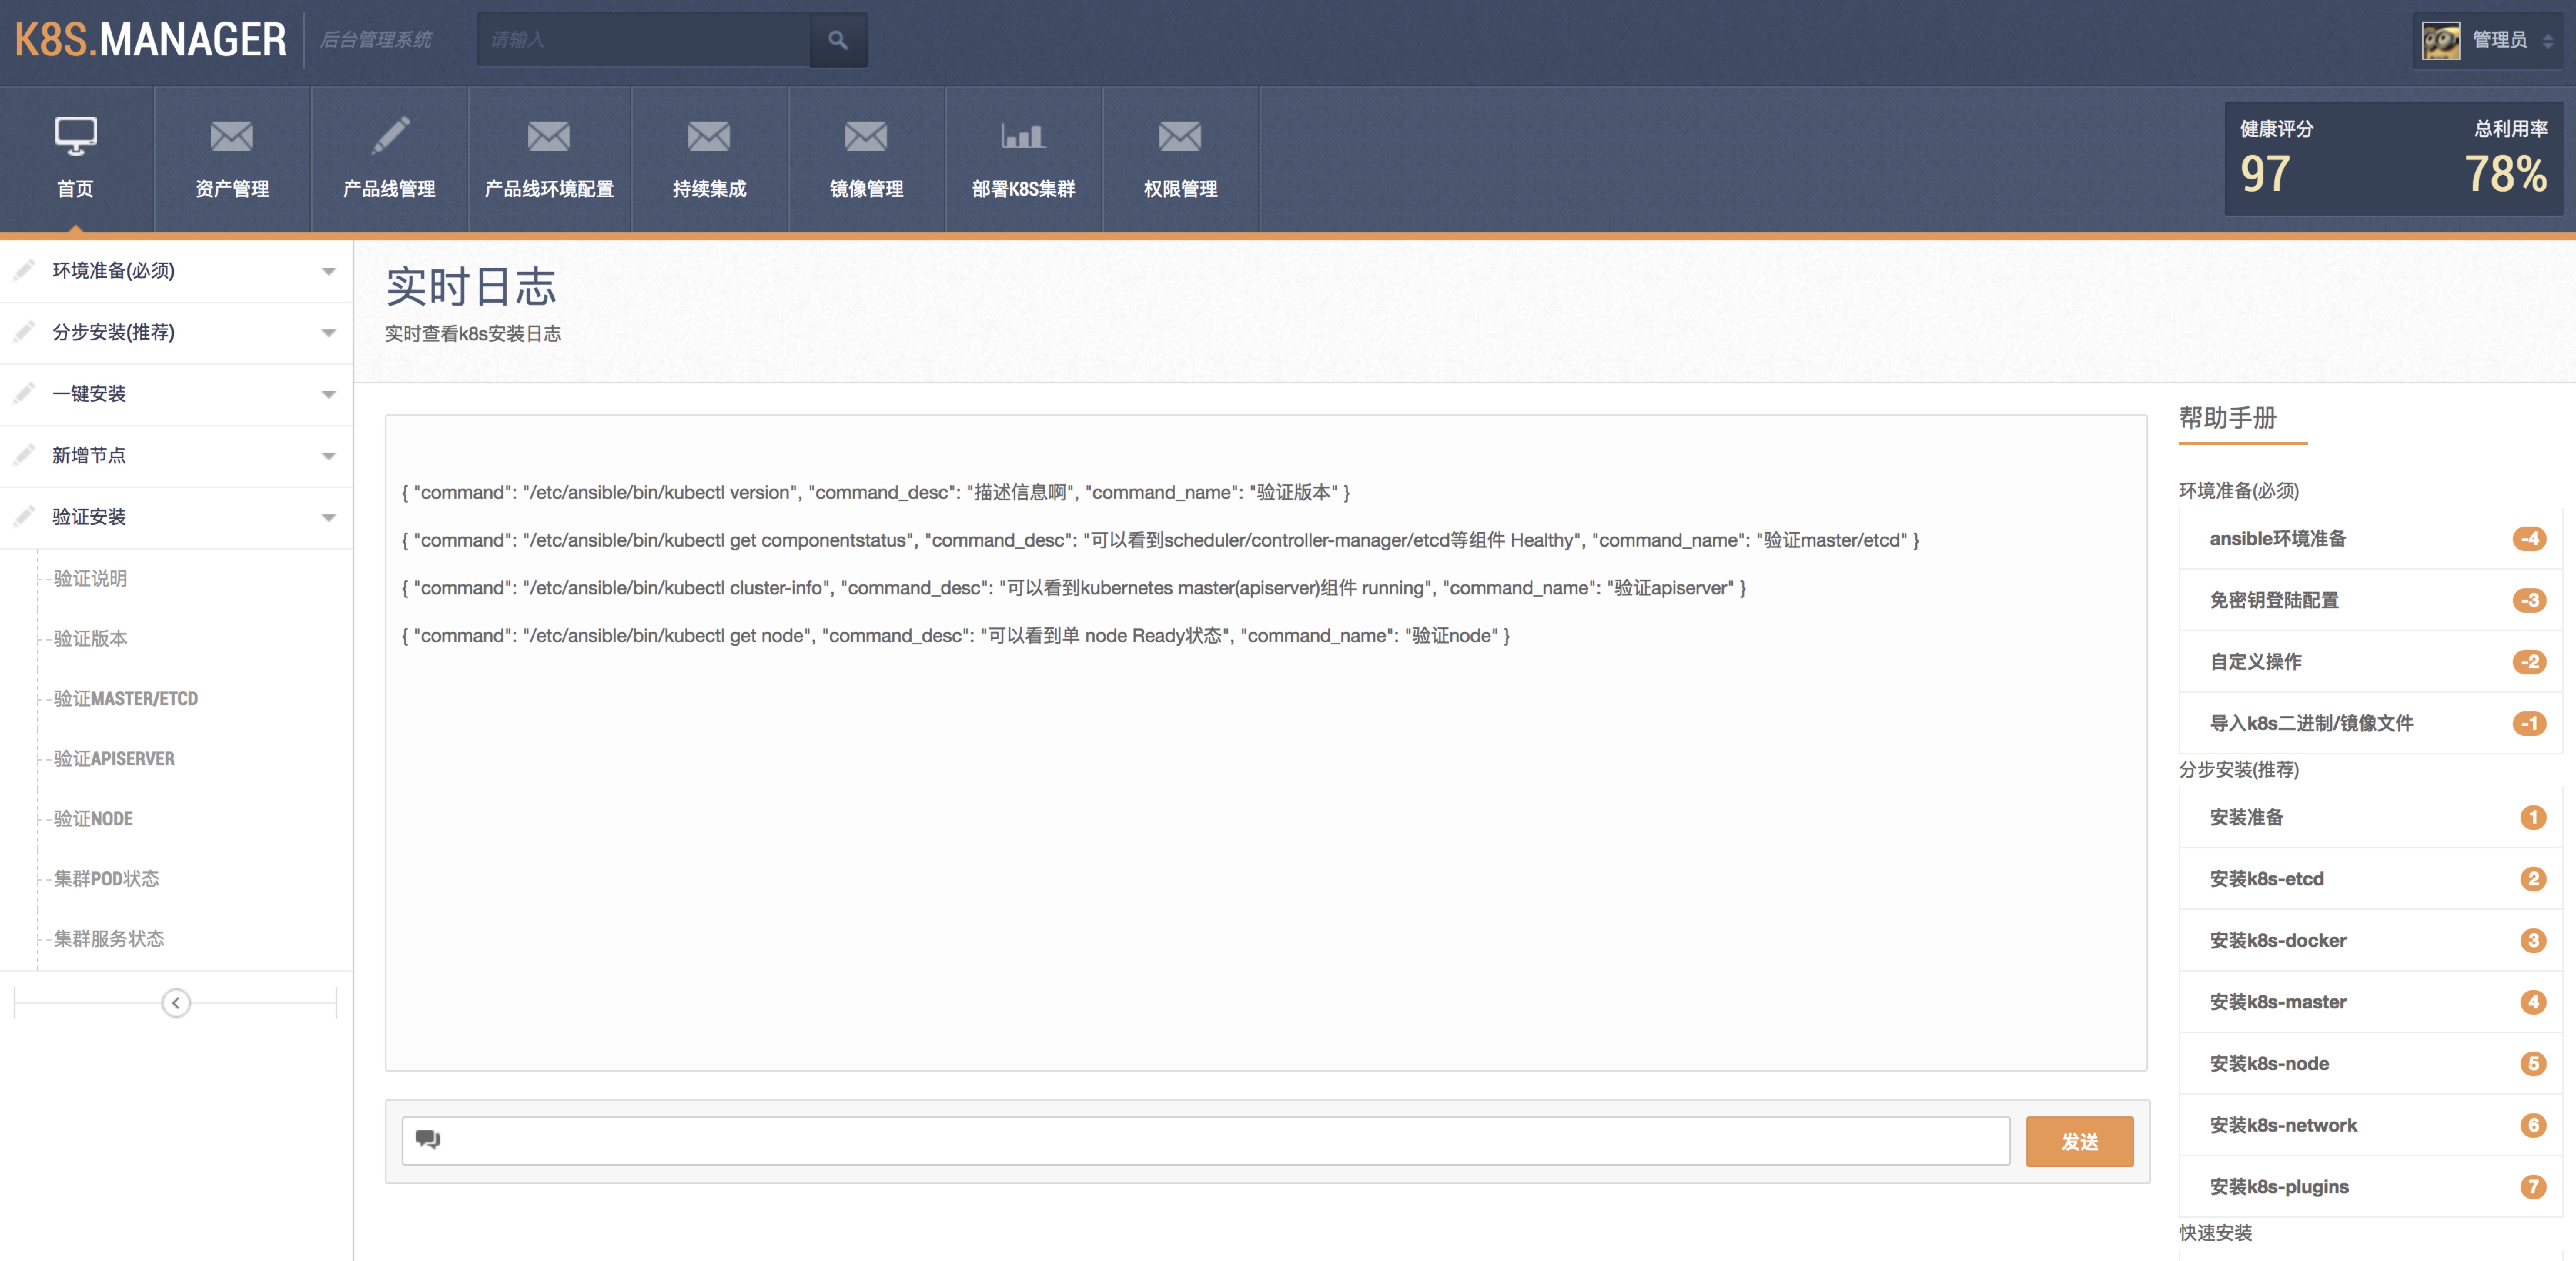 K8S.MANAGER
后台管理系统
请输入
管理员
首页
资产管理
产品线管理
产品线环境配置
持续集成
镜像管理
部署K8S集群
权限管理
健康评分
97
总利用率
78%
环境准备(必须)
分步安装(推荐)
一键安装
新增节点
验证安装
验证说明
验证版本
验证MASTER/ETCD
验证APISERVER
验证NODE
集群POD状态
集群服务状态
实时日志
实时查看k8s安装日志
{ "command": "/etc/ansible/bin/kubectl version", "command_desc": "描述信息啊", "command_name": "验证版本" }
{ "command": "/etc/ansible/bin/kubectl get componentstatus", "command_desc": "可以看到scheduler/controller-manager/etcd等组件 Healthy", "command_name": "验证master/etcd" }
{ "command": "/etc/ansible/bin/kubectl cluster-info", "command_desc": "可以看到kubernetes master(apiserver)组件 running", "command_name": "验证apiserver" }
{ "command": "/etc/ansible/bin/kubectl get node", "command_desc": "可以看到单 node Ready状态", "command_name": "验证node" }
发送
帮助手册
环境准备(必须)
ansible环境准备 -4
免密钥登陆配置 -3
自定义操作 -2
导入k8s二进制/镜像文件 -1
分步安装(推荐)
安装准备 1
安装k8s-etcd 2
安装k8s-docker 3
安装k8s-master 4
安装k8s-node 5
安装k8s-network 6
安装k8s-plugins 7
快速安装